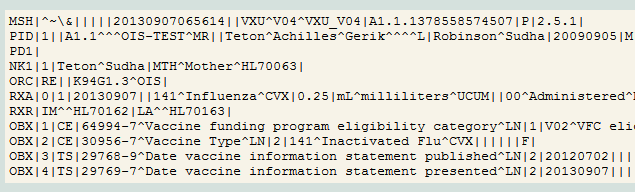 MSH|^~\&|||||20130907065614||VXU^V04^VXU_V04|A1.1.1378558574507|P|2.5.1|
PID|1||A1.1^^^OIS-TEST^MR||Teton^Achilles^Gerik^^^^L|Robinson^Sudha|20090905|M
PD1|
NK1|1|Teton^Sudha|MTH^Mother^HL70063|
ORC|RE||K94G1.3^OIS|
RXA|0|1|20130907||141^Influenza^CVX|0.25|mL^milliliters^UCUM||00^Administered^
RXR|IM^^HL70162|LA^^HL70163|
OBX|1|CE|64994-7^Vaccine funding program eligibility category^LN|1|V02^VFC eli
OBX|2|CE|30956-7^Vaccine Type^LN|2|141^Inactivated Flu^CVX||||||F|
OBX|3|TS|29768-9^Date vaccine information statement published^LN|2|20120702|||
OBX|4|TS|29769-7^Date vaccine information statement presented^LN|2|20130907|||